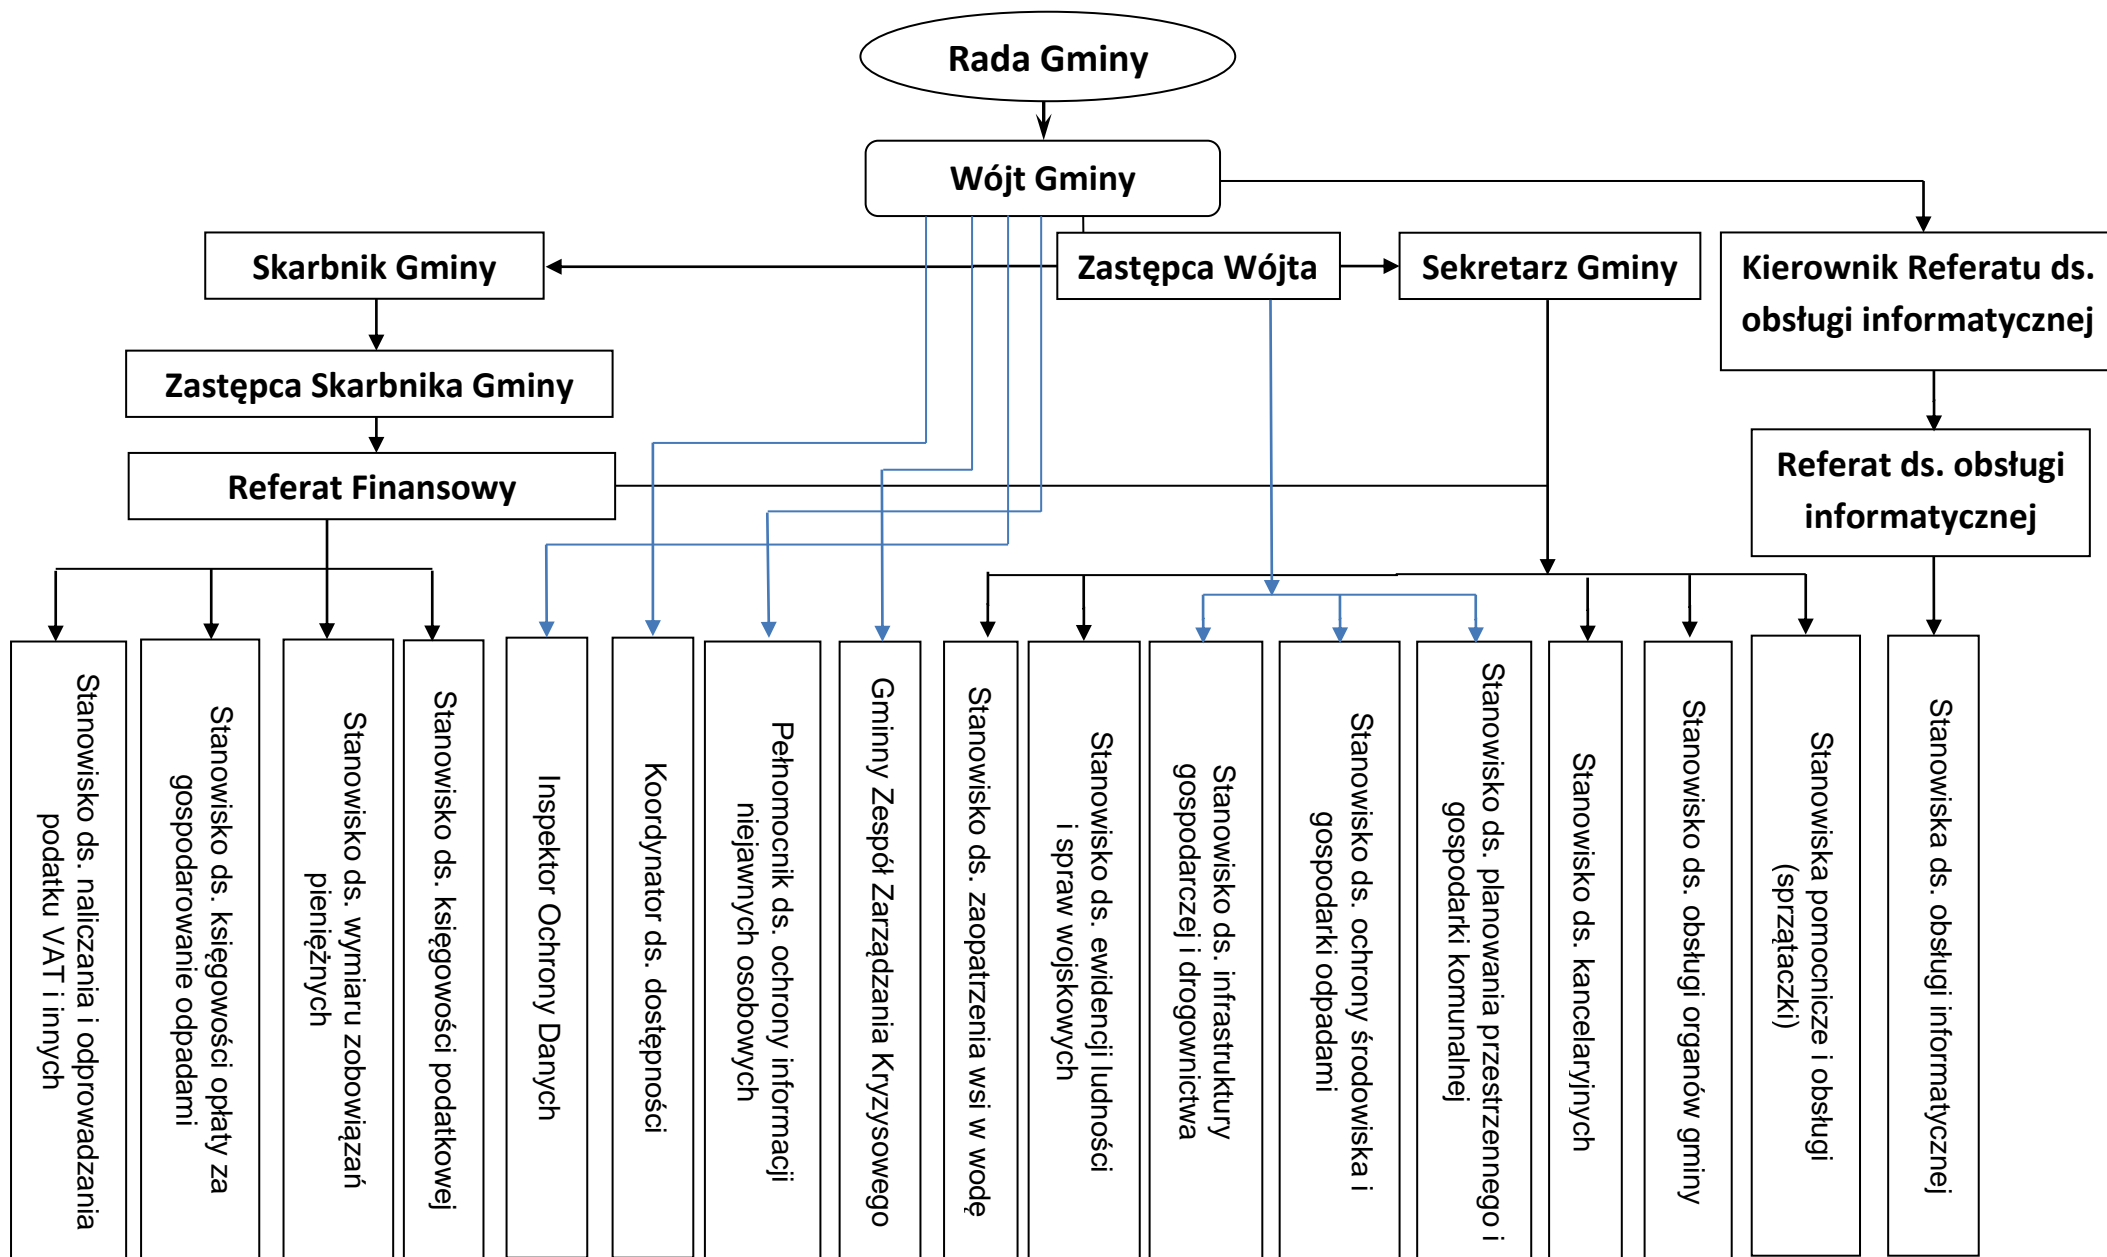 Rada Gminy
Wójt Gminy
Skarbnik Gminy
Zastępca Wójta
Sekretarz Gminy
Kierownik Referatu ds.
obsługi informatycznej
Zastępca Skarbnika Gminy
Referat Finansowy
Referat ds. obsługi
informatycznej
Stanowisko ds. naliczania i odprowadzania
podatku VAT i innych
Stanowisko ds. księgowości opłaty za
gospodarowanie odpadami
Stanowisko ds. wymiaru zobowiązań
pieniężnych
Stanowisko ds. księgowości podatkowej
Inspektor Ochrony Danych
Koordynator ds. dostępności
Pełnomocnik ds. ochrony informacji
niejawnych osobowych
Gminny Zespół Zarządzania Kryzysowego
Stanowisko ds. zaopatrzenia wsi w wodę
Stanowisko ds. ewidencji ludności
i spraw wojskowych
Stanowisko ds. infrastruktury
gospodarczej i drogownictwa
Stanowisko ds. ochrony środowiska i
gospodarki odpadami
Stanowisko ds. planowania przestrzennego i
gospodarki komunalnej
Stanowisko ds. kancelaryjnych
Stanowisko ds. obsługi organów gminy
Stanowiska pomocnicze i obsługi
(sprzątaczki)
Stanowiska ds. obsługi informatycznej